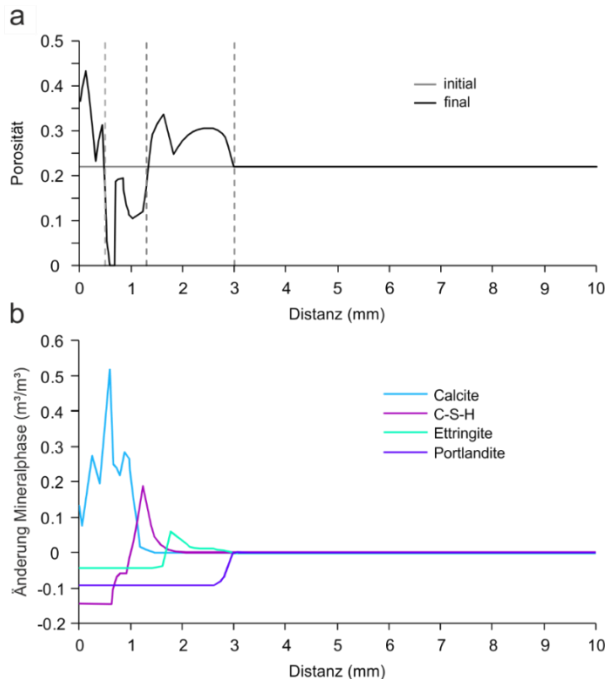 a
initial
final
Porosität
0.5
0.4
0.3
0.2
0.1
0
0 1 2 3 4 5 6 7 8 9 10
Distanz (mm)
b
Calcite
C-S-H
Ettringite
Portlandite
Änderung Mineralphase (m³/m³)
0.6
0.5
0.4
0.3
0.2
0.1
0
-0.1
-0.2
0 1 2 3 4 5 6 7 8 9 10
Distanz (mm)